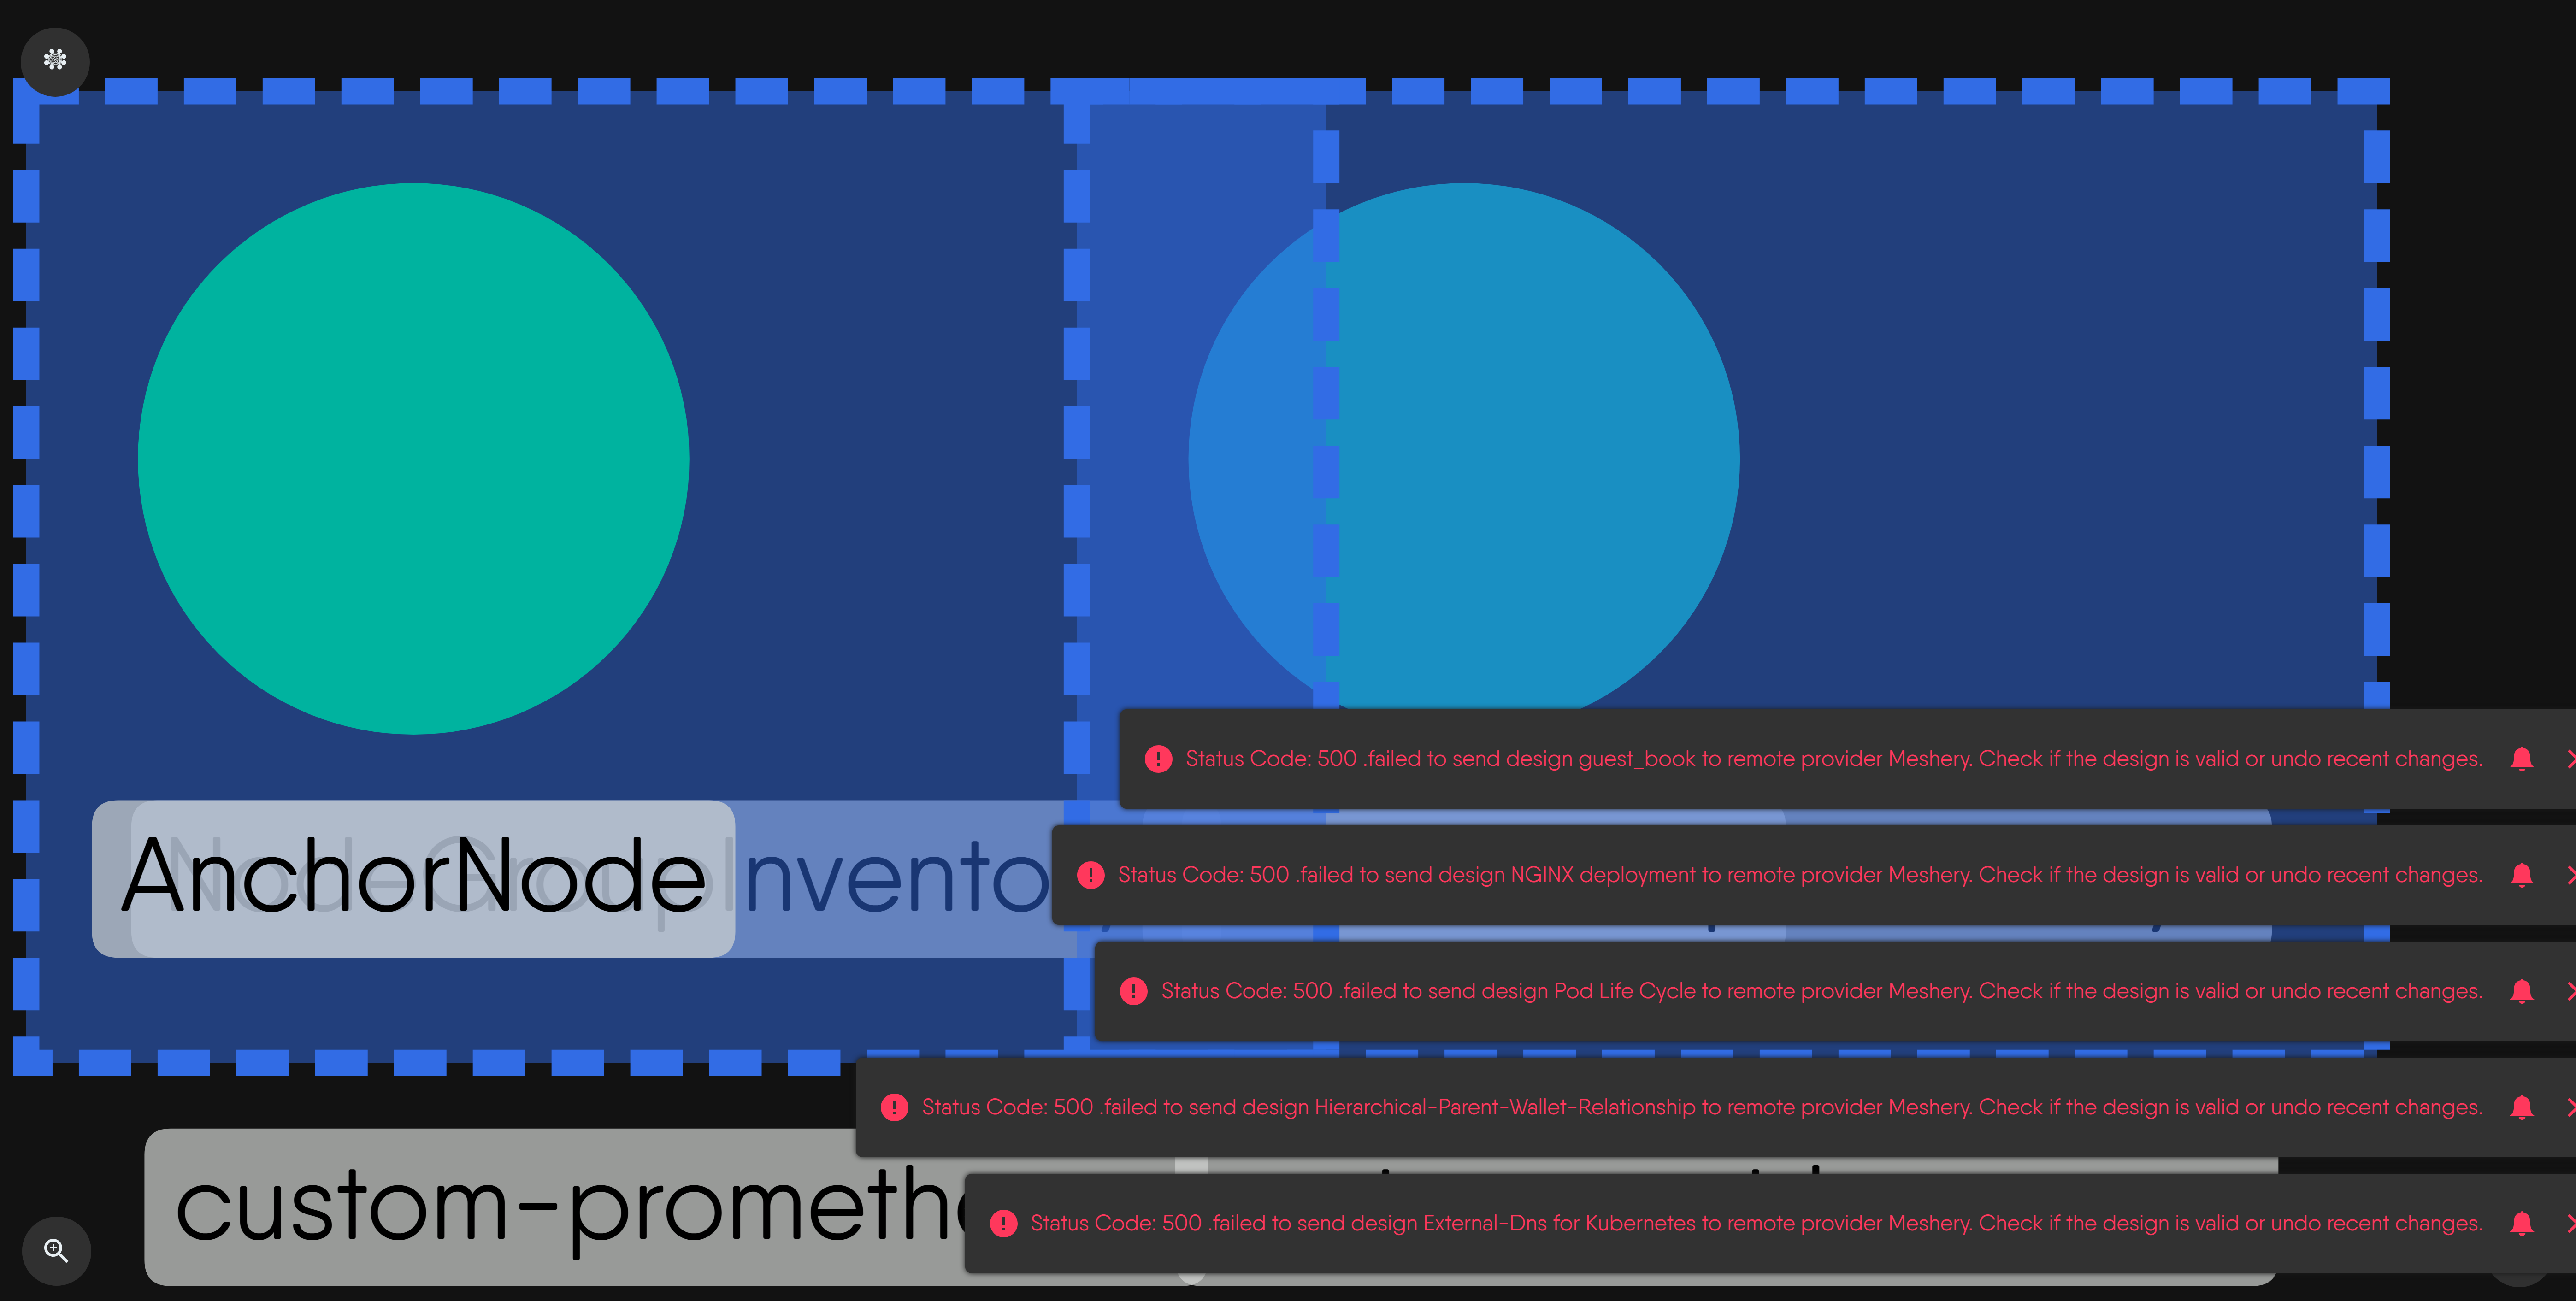 Status Code: 500 .failed to send design guest_book to remote provider Meshery. Check if the design is valid or undo recent changes.
AnchorNode
NodeGroup
Invento
Status Code: 500 .failed to send design NGINX deployment to remote provider Meshery. Check if the design is valid or undo recent changes.
Status Code: 500 .failed to send design Pod Life Cycle to remote provider Meshery. Check if the design is valid or undo recent changes.
Status Code: 500 .failed to send design Hierarchical-Parent-Wallet-Relationship to remote provider Meshery. Check if the design is valid or undo recent changes.
custom-prometh
Status Code: 500 .failed to send design External-Dns for Kubernetes to remote provider Meshery. Check if the design is valid or undo recent changes.